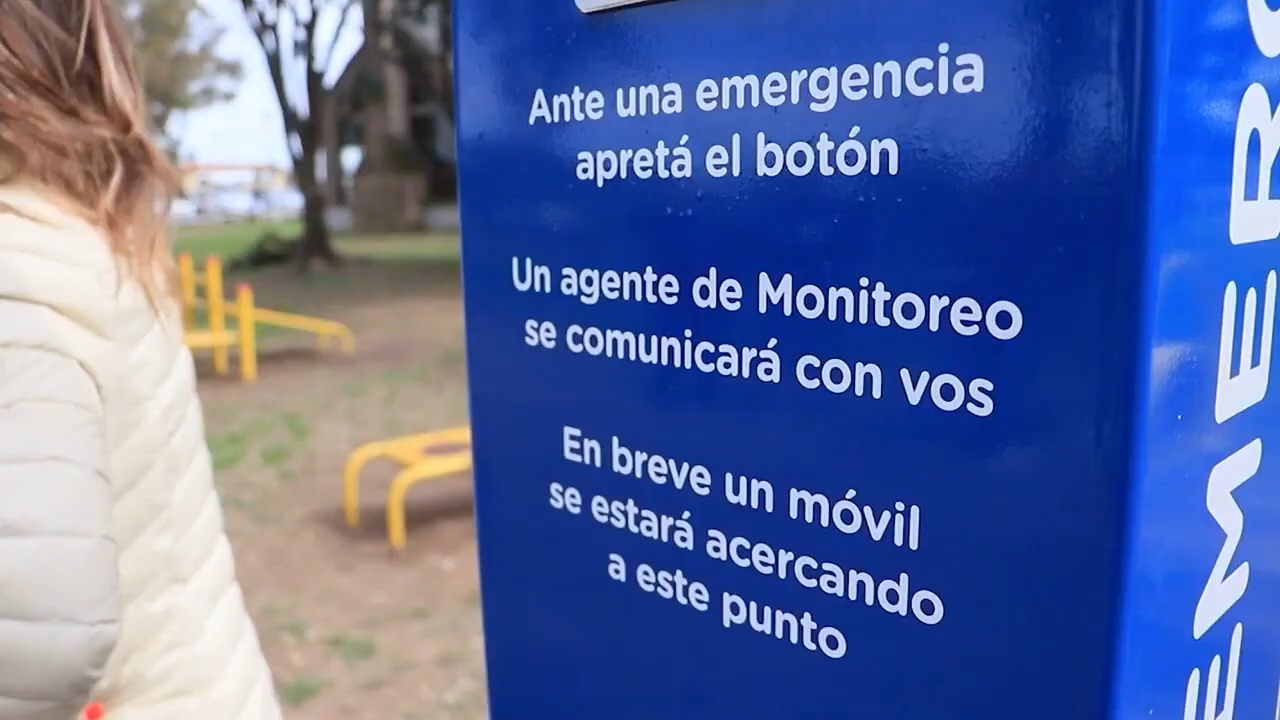 Ante una emergencia
apretá el botón
Un agente de Monitoreo
se comunicará con vos
En breve un móvil
se estará acercando
a este punto
EMERG